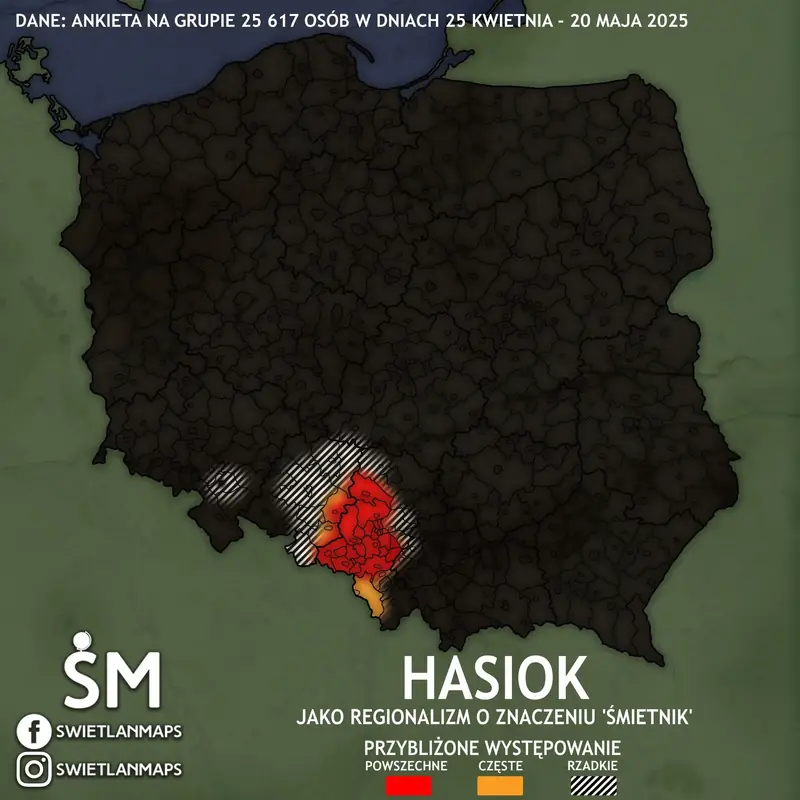 DANE: ANKIETA NA GRUPIE 25 617 OSÓB W DNIACH 25 KWIETNIA - 20 MAJA 2025
HASIOK
JAKO REGIONALIZM O ZNACZENIU 'ŚMIETNIK'
PRZYBLIŻONE WYSTĘPOWANIE
POWSZECHNE CZĘSTE RZADKIE
ŚM
SWIETLANMAPS
SWIETLANMAPS